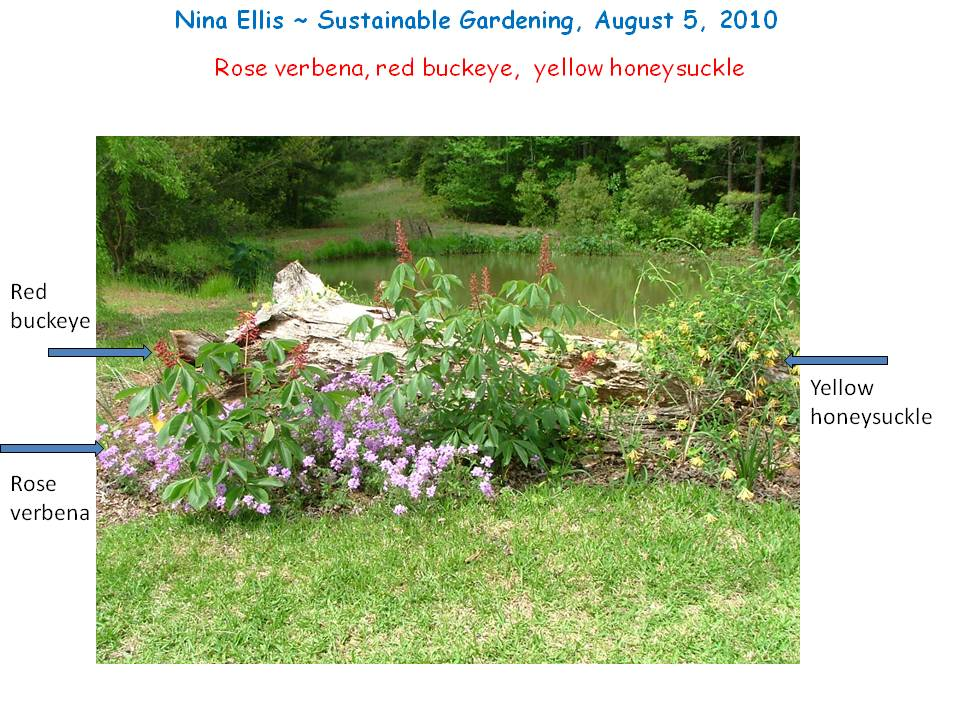 Nina Ellis ~ Sustainable Gardening, August 5, 2010
Rose verbena, red buckeye, yellow honeysuckle
Red
buckeye
Yellow
honeysuckle
Rose
verbena